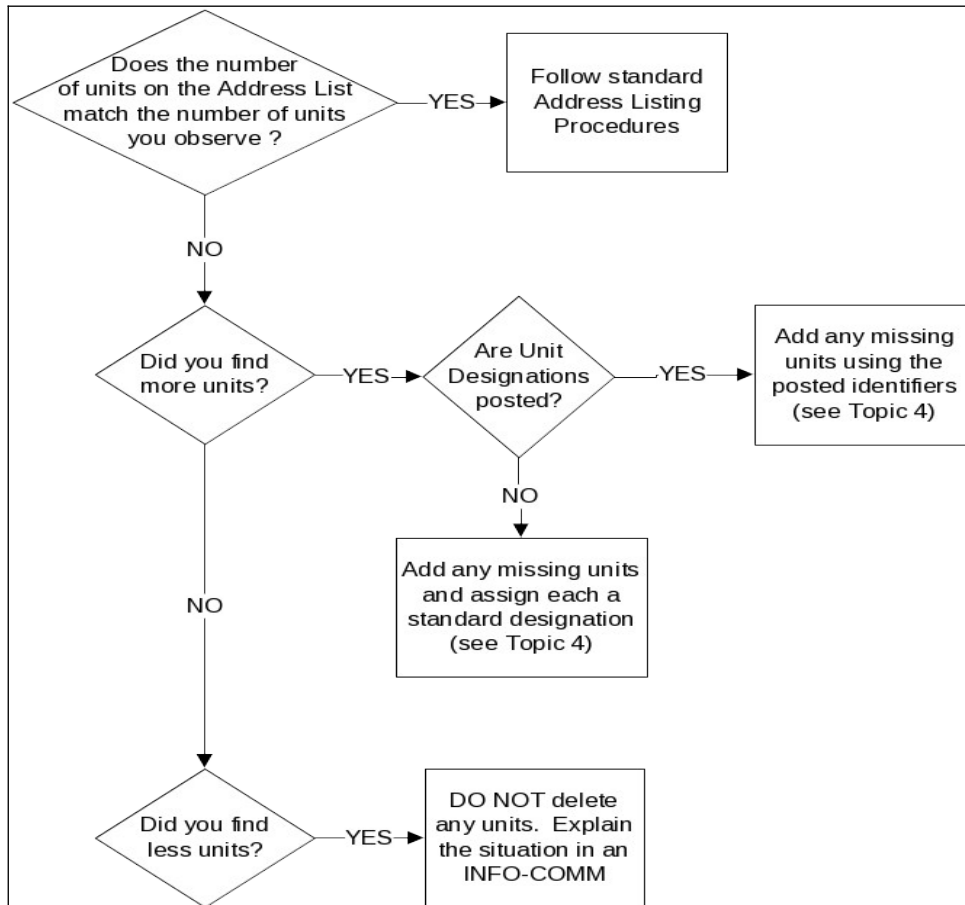 Does the number
of units on the Address List
match the number of units
you observe ?
YES
Follow standard
Address Listing
Procedures
NO
Did you find
more units?
YES
Are Unit
Designations
posted?
YES
Add any missing
units using the
posted identifiers
(see Topic 4)
NO
Add any missing units
and assign each a
standard designation
(see Topic 4)
NO
Did you find
less units?
YES
DO NOT delete
any units.  Explain
the situation in an
INFO-COMM